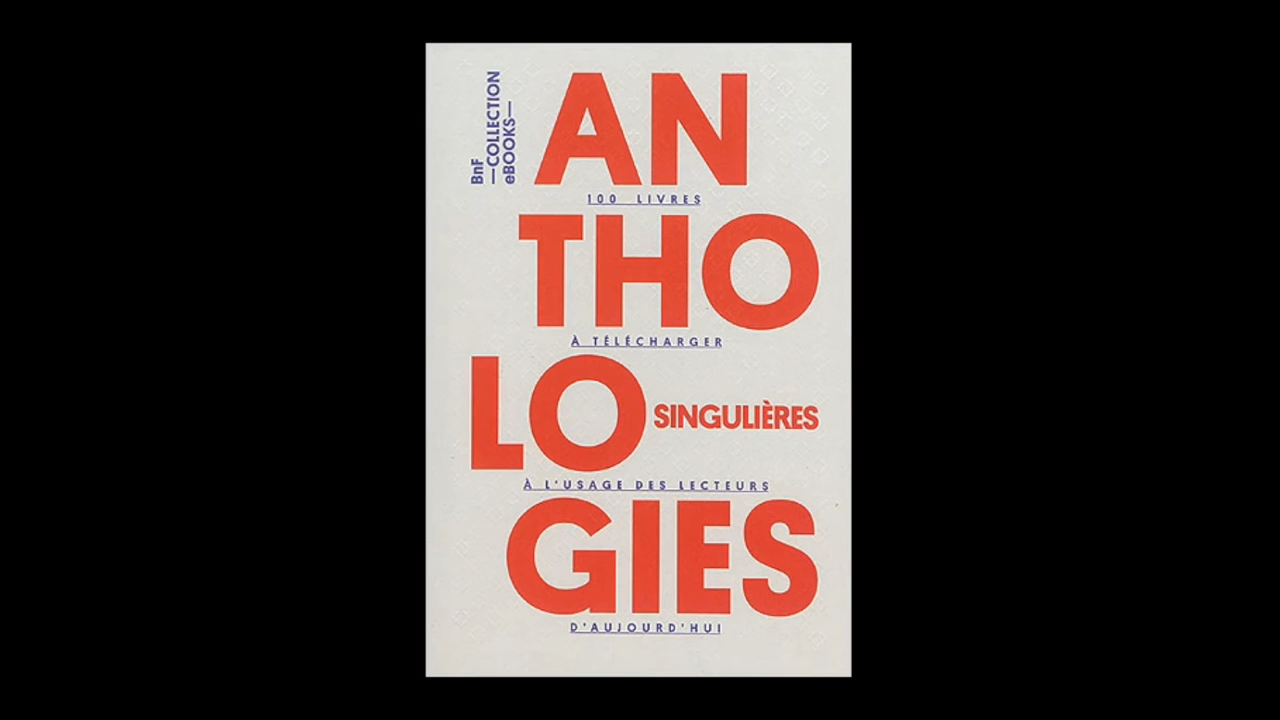 BnF
—COLLECTION
eBOOKS—
AN
100 LIVRES
THO
À TÉLÉCHARGER
LO SINGULIÈRES
À L'USAGE DES LECTEURS
GIES
D'AUJOURD'HUI